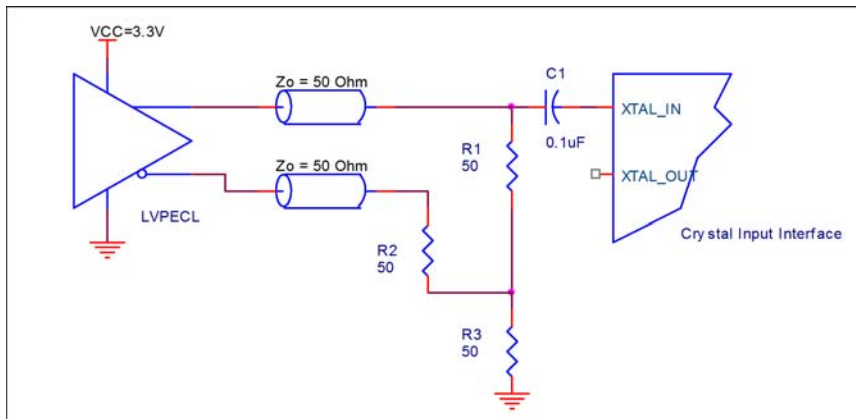 VCC=3.3V
Zo = 50 Ohm
C1
XTAL_IN
0.1uF
R1
50
Zo = 50 Ohm
XTAL_OUT
LVPECL
Crystal Input Interface
R2
50
R3
50